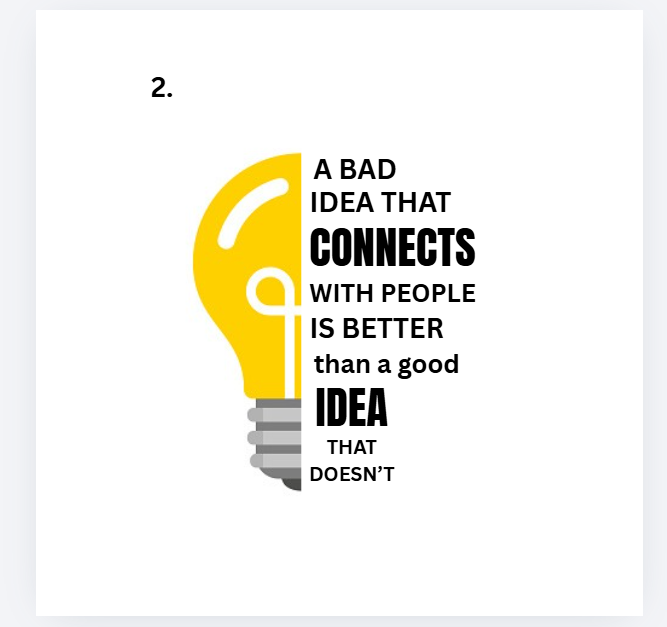 2.
A BAD
IDEA THAT
CONNECTS
WITH PEOPLE
IS BETTER
than a good
IDEA
THAT
DOESN'T